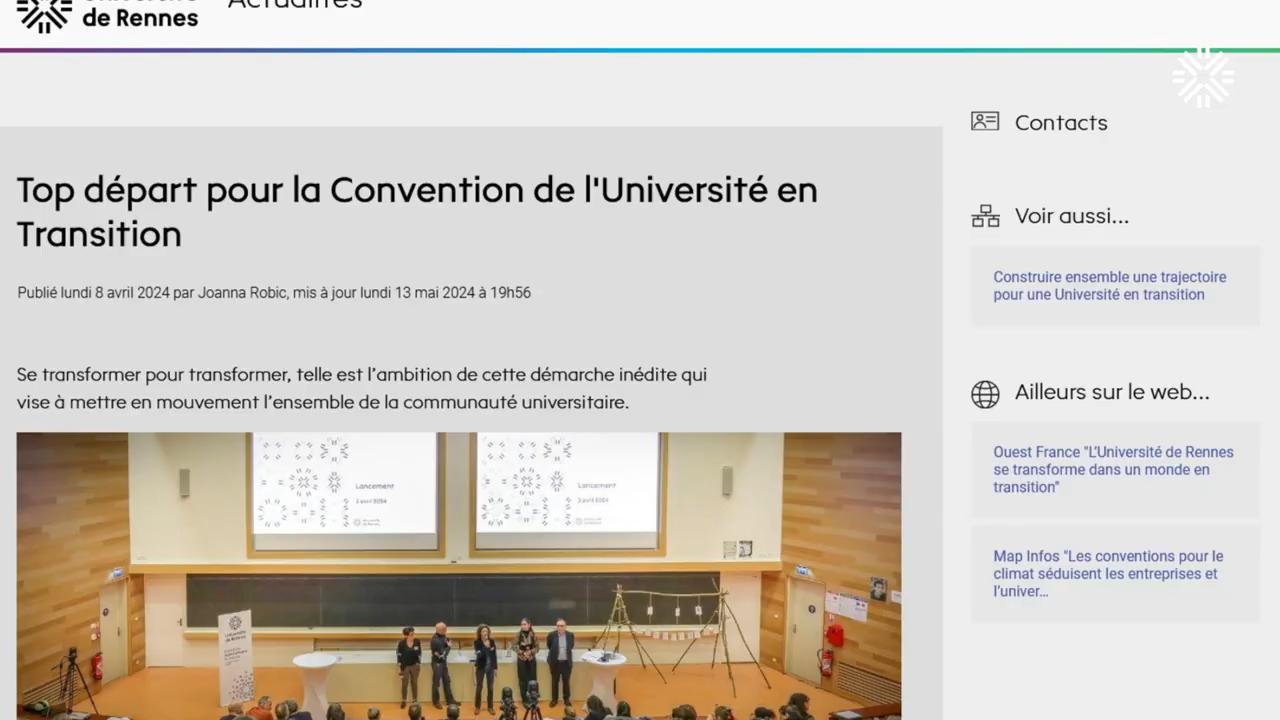 de Rennes
Actualités
Contacts
Top départ pour la Convention de l'Université en
Transition
Voir aussi...
Construire ensemble une trajectoire
pour une Université en transition
Publié lundi 8 avril 2024 par Joanna Robic, mis à jour lundi 13 mai 2024 à 19h56
Se transformer pour transformer, telle est l’ambition de cette démarche inédite qui
vise à mettre en mouvement l’ensemble de la communauté universitaire.
Ailleurs sur le web...
Ouest France "L’Université de Rennes
se transforme dans un monde en
transition"
Map Infos "Les conventions pour le
climat séduisent les entreprises et
l’univer...
Lancement
Lancement